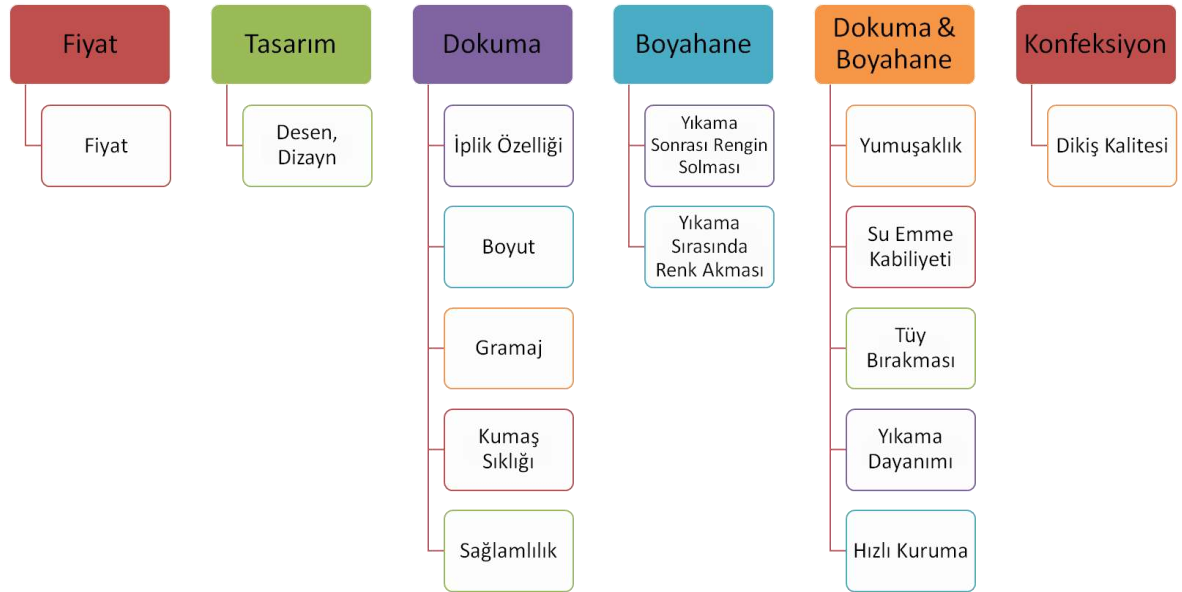 Fiyat
Fiyat
Tasarım
Desen,
Dizayn
Dokuma
İplik Özelliği
Boyut
Gramaj
Kumaş
Sıklığı
Sağlamlılık
Boyahane
Yıkama
Sonrası Rengin
Solması
Yıkama
Sırasında
Renk Akması
Dokuma &
Boyahane
Yumuşaklık
Su Emme
Kabiliyeti
Tüy
Bırakması
Yıkama
Dayanımı
Hızlı Kuruma
Konfeksiyon
Dikiş Kalitesi